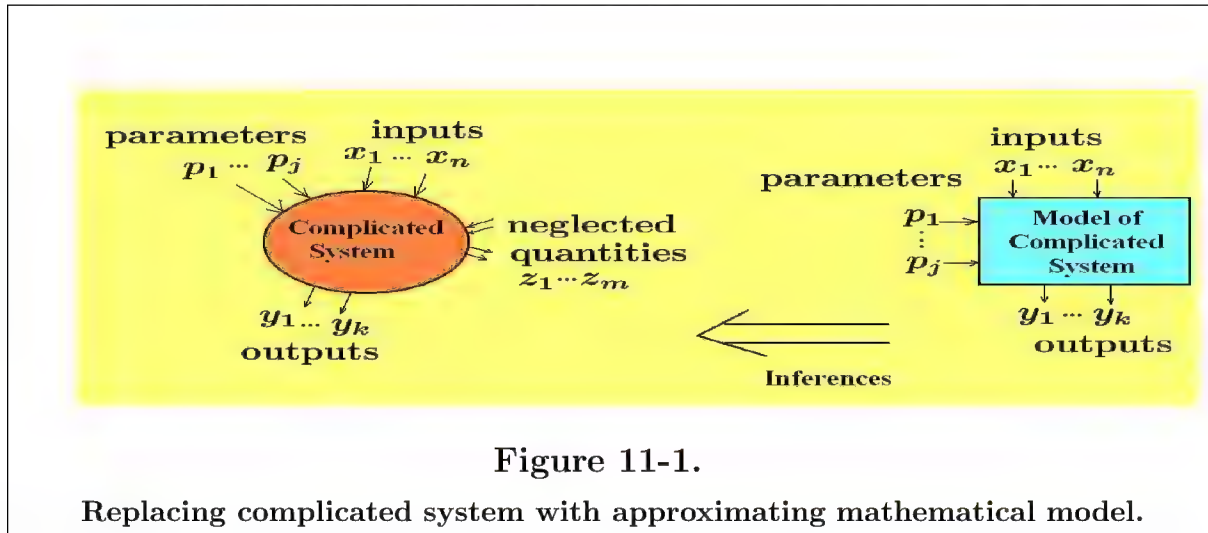 parameters
p₁ ... pⱼ
inputs
x₁ ... xₙ
Complicated
System
neglected
quantities
z₁...zₘ
y₁... yₖ
outputs
inputs
x₁ ... xₙ
parameters
p₁
⋮
pⱼ
Model of
Complicated
System
y₁ ... yₖ
outputs
Inferences
Figure 11-1.
Replacing complicated system with approximating mathematical model.